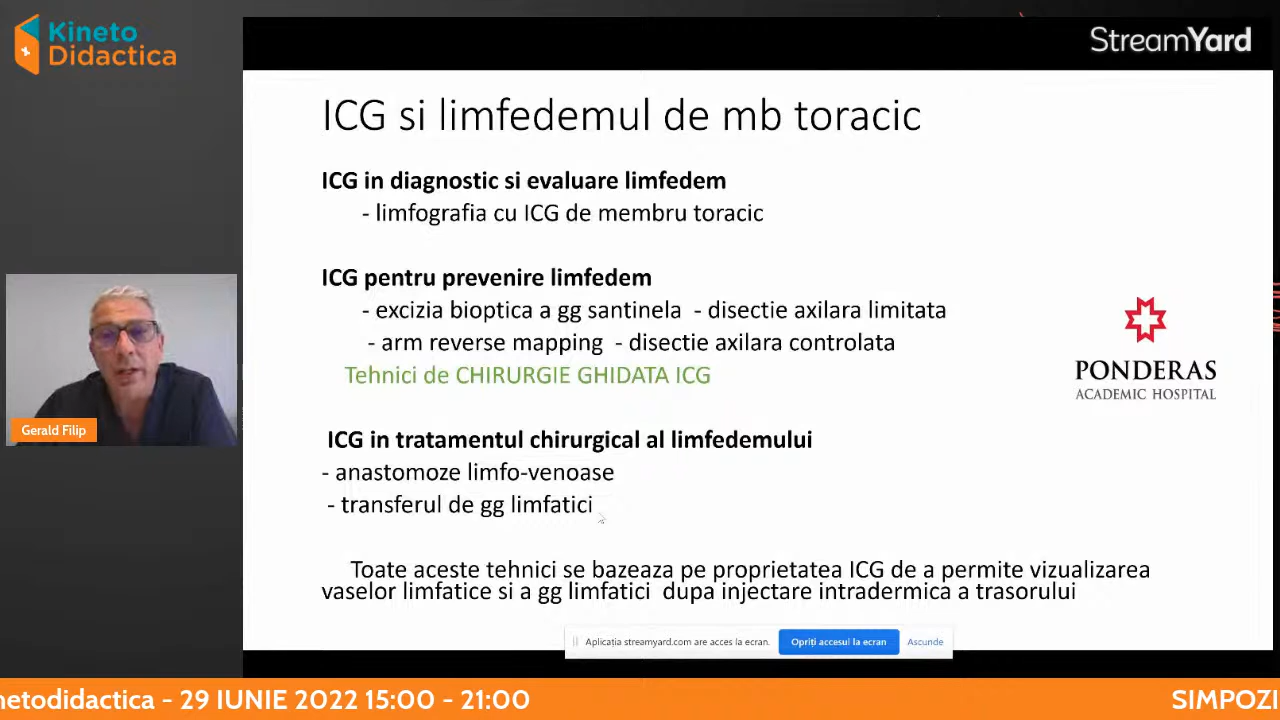 Kineto
Didactica
StreamYard
ICG si limfedemul de mb toracic
ICG in diagnostic si evaluare limfedem
- limfografia cu ICG de membru toracic
ICG pentru prevenire limfedem
- excizia bioptica a gg santinela - disectie axilara limitata
- arm reverse mapping - disectie axilara controlata
Tehnici de CHIRURGIE GHIDATA ICG
PONDERAS
ACADEMIC HOSPITAL
Gerald Filip
ICG in tratamentul chirurgical al limfedemului
- anastomoze limfo-venoase
- transferul de gg limfatici
Toate aceste tehnici se bazeaza pe proprietatea ICG de a permite vizualizarea
vaselor limfatice si a gg limfatici dupa injectare intradermica a trasorului
Aplicația streamyard.com are acces la ecran. Opriți accesul la ecran Ascunde
netodidactica - 29 IUNIE 2022 15:00 - 21:00 SIMPOZI